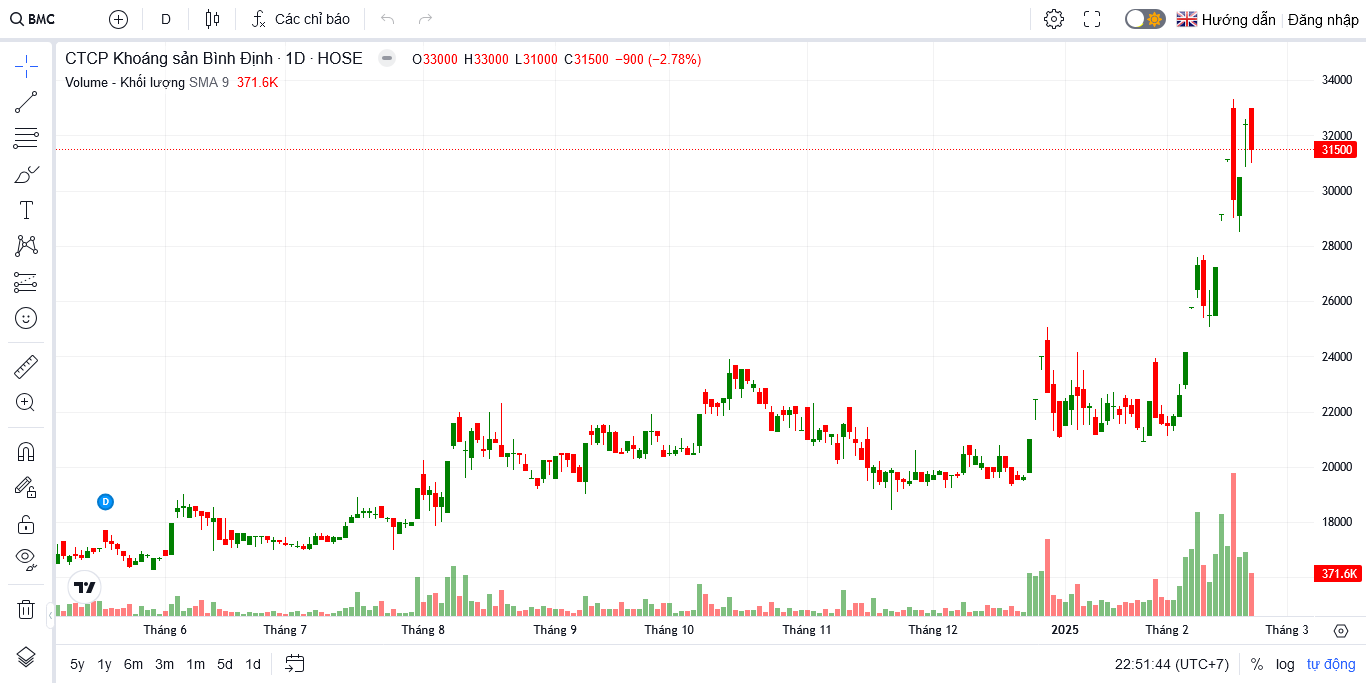 BMC D Các chỉ báo Hướng dẫn Đăng nhập
CTCP Khoáng sản Bình Định · 1D · HOSE O33000 H33000 L31000 C31500 −900 (−2.78%)
Volume - Khối lượng SMA 9 371.6K
34000
32000
31500
30000
28000
26000
24000
22000
20000
18000
D
T
371.6K
Tháng 6 Tháng 7 Tháng 8 Tháng 9 Tháng 10 Tháng 11 Tháng 12 2025 Tháng 2 Tháng 3
5y 1y 6m 3m 1m 5d 1d 22:51:44 (UTC+7) % log tự động